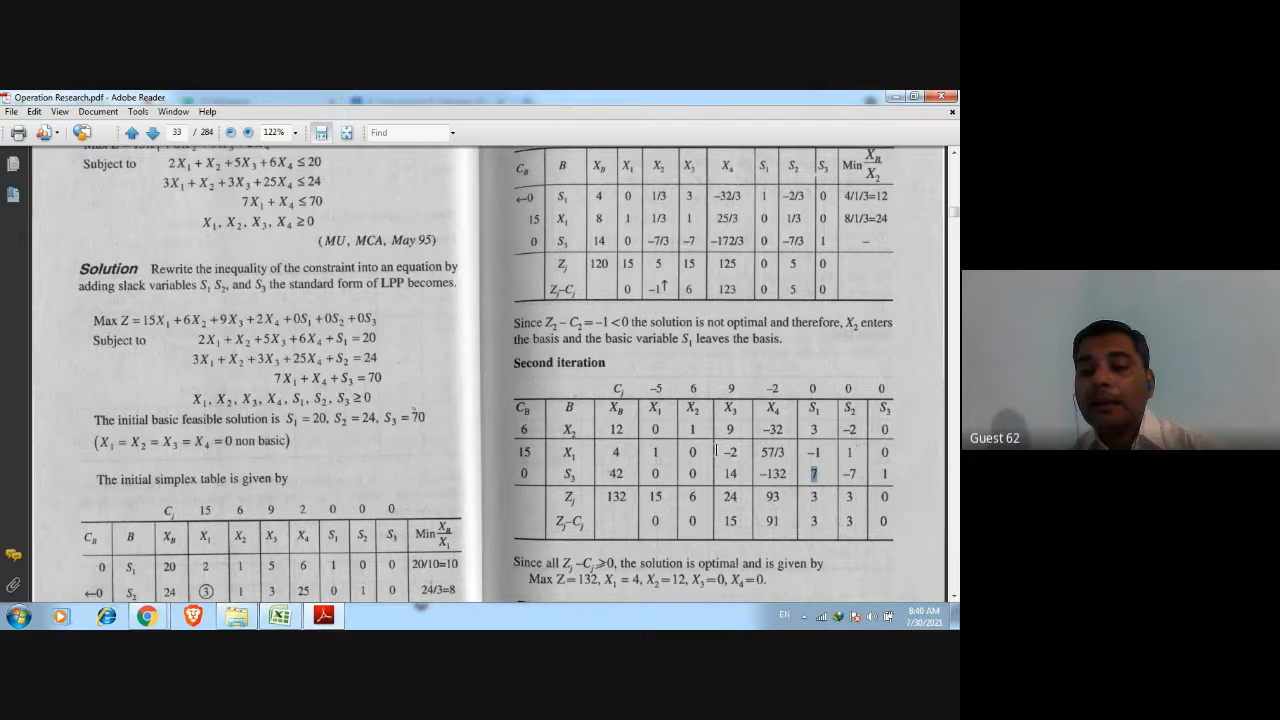 Operation Research.pdf - Adobe Reader
File Edit View Document Tools Window Help
33 / 284 122% Find
Subject to 2X₁ + X₂ + 5X₃ + 6X₄ ≤ 20
3X₁ + X₂ + 3X₃ + 25X₄ ≤ 24
7X₁ + X₄ ≤ 70
X₁, X₂, X₃, X₄ ≥ 0
(MU, MCA, May 95)
Solution Rewrite the inequality of the constraint into an equation by
adding slack variables S₁ S₂, and S₃ the standard form of LPP becomes.
Max Z = 15X₁ + 6X₂ + 9X₃ + 2X₄ + 0S₁ + 0S₂ + 0S₃
Subject to 2X₁ + X₂ + 5X₃ + 6X₄ + S₁ = 20
3X₁ + X₂ + 3X₃ + 25X₄ + S₂ = 24
7X₁ + X₄ + S₃ = 70
X₁, X₂, X₃, X₄, S₁, S₂, S₃ ≥ 0
The initial basic feasible solution is S₁ = 20, S₂ = 24, S₃ = 70
(X₁ = X₂ = X₃ = X₄ = 0 non basic)
The initial simplex table is given by
Cⱼ 15 6 9 2 0 0 0
C_B B X_B X₁ X₂ X₃ X₄ S₁ S₂ S₃ Min X_B/X₁
0 S₁ 20 2 1 5 6 1 0 0 20/10=10
←0 S₂ 24 ③ 1 3 25 0 1 0 24/3=8
C_B B X_B X₁ X₂ X₃ X₄ S₁ S₂ S₃ Min X_B/X₂
←0 S₁ 4 0 1/3 3 –32/3 1 –2/3 0 4/1/3=12
15 X₁ 8 1 1/3 1 25/3 0 1/3 0 8/1/3=24
0 S₃ 14 0 –7/3 –7 –172/3 0 –7/3 1 –
Zⱼ 120 15 5 15 125 0 5 0
Zⱼ–Cⱼ 0 –1↑ 6 123 0 5 0
Since Z₂ – C₂ = –1 < 0 the solution is not optimal and therefore, X₂ enters
the basis and the basic variable S₁ leaves the basis.
Second iteration
Cⱼ –5 6 9 –2 0 0 0
C_B B X_B X₁ X₂ X₃ X₄ S₁ S₂ S₃
6 X₂ 12 0 1 9 –32 3 –2 0
15 X₁ 4 1 0 –2 57/3 –1 1 0
0 S₃ 42 0 0 14 –132 7 –7 1
Zⱼ 132 15 6 24 93 3 3 0
Zⱼ–Cⱼ 0 0 15 91 3 3 0
Since all Zⱼ – Cⱼ ≥ 0, the solution is optimal and is given by
Max Z = 132, X₁ = 4, X₂ = 12, X₃ = 0, X₄ = 0.
Guest 62
EN
8:40 AM
7/30/2021